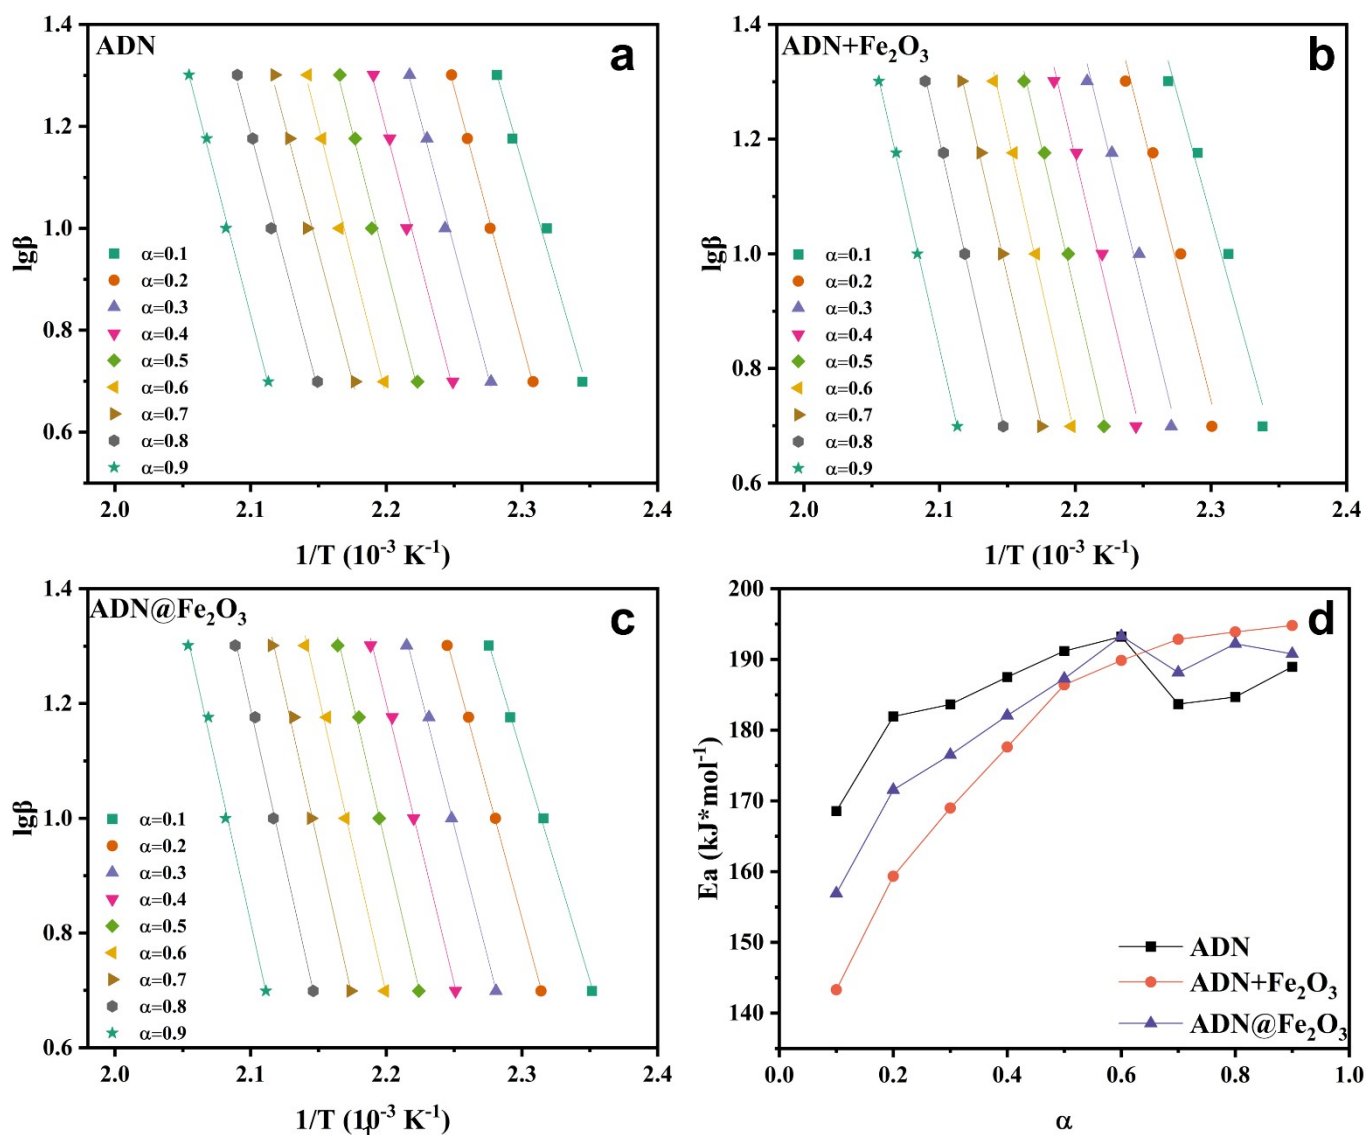 ADN
a
1.4
1.2
1.0
0.8
0.6
lgβ
α=0.1
α=0.2
α=0.3
α=0.4
α=0.5
α=0.6
α=0.7
α=0.8
α=0.9
2.0 2.1 2.2 2.3 2.4
1/T (10⁻³ K⁻¹)
ADN+Fe₂O₃
b
1.4
1.2
1.0
0.8
0.6
lgβ
α=0.1
α=0.2
α=0.3
α=0.4
α=0.5
α=0.6
α=0.7
α=0.8
α=0.9
2.0 2.1 2.2 2.3 2.4
1/T (10⁻³ K⁻¹)
ADN@Fe₂O₃
c
1.4
1.2
1.0
0.8
0.6
lgβ
α=0.1
α=0.2
α=0.3
α=0.4
α=0.5
α=0.6
α=0.7
α=0.8
α=0.9
2.0 2.1 2.2 2.3 2.4
1/T (10⁻³ K⁻¹)
1
d
200
190
180
170
160
150
140
Ea (kJ*mol⁻¹)
ADN
ADN+Fe₂O₃
ADN@Fe₂O₃
0.0 0.2 0.4 0.6 0.8 1.0
α